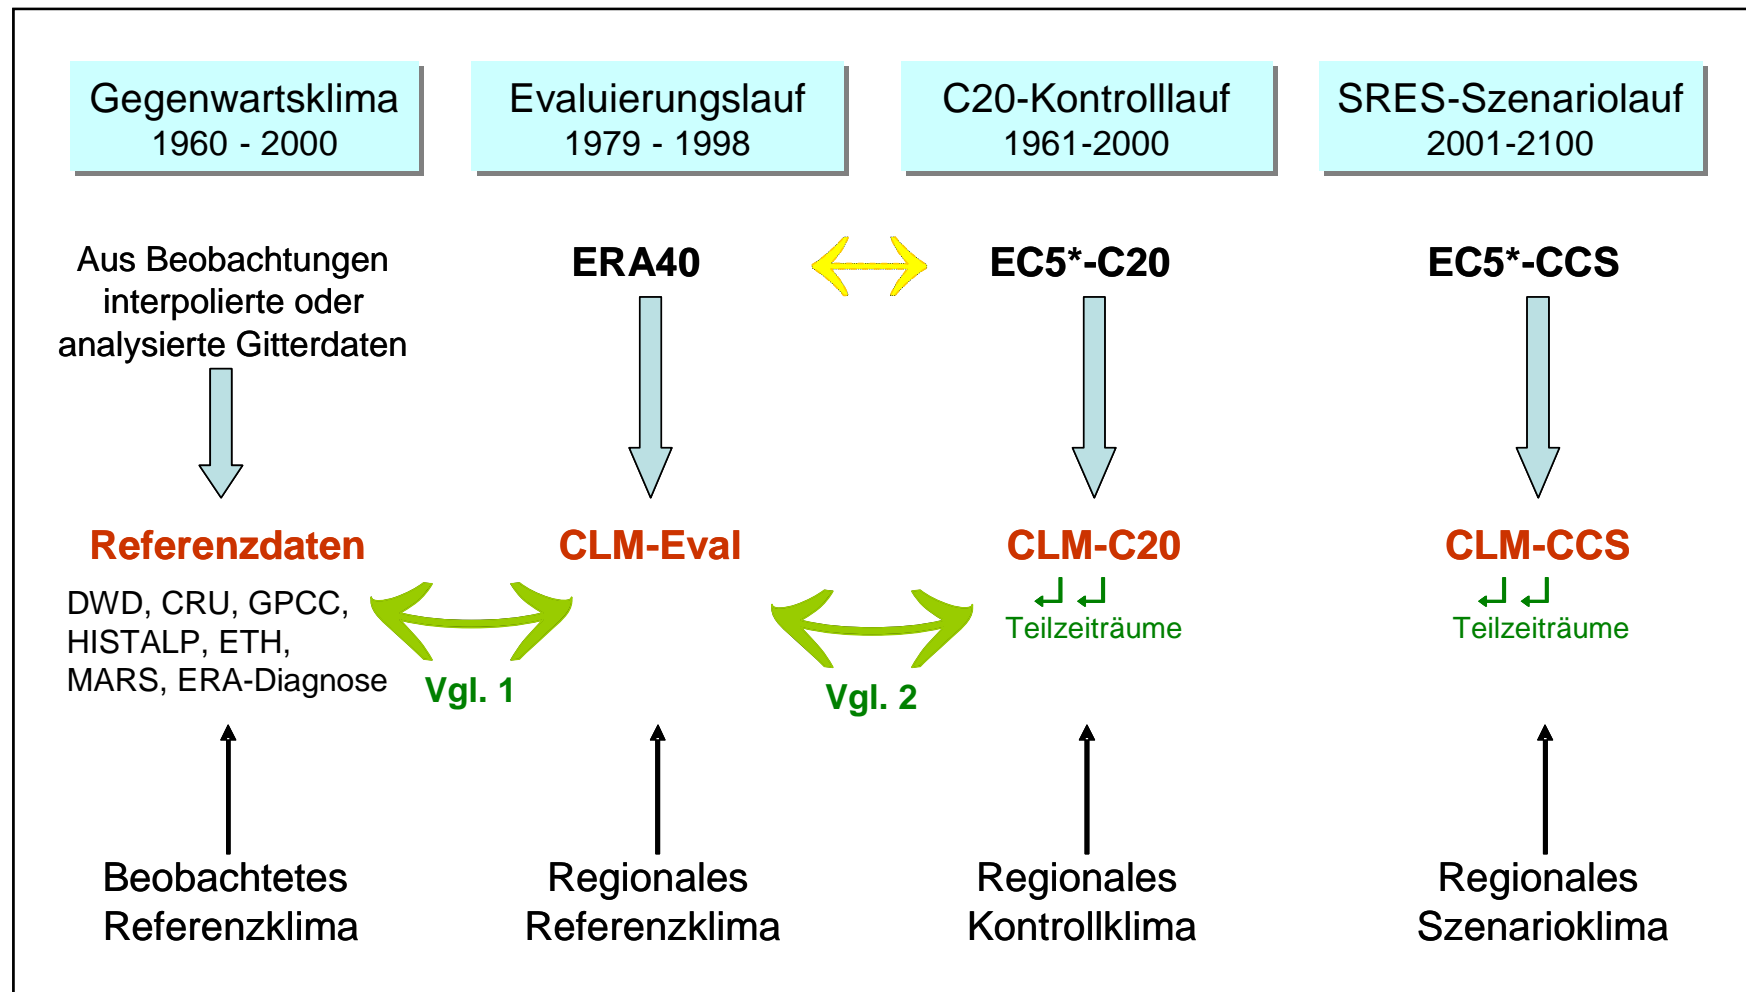 Gegenwartsklima
1960 - 2000
Evaluierungslauf
1979 - 1998
C20-Kontrolllauf
1961-2000
SRES-Szenariolauf
2001-2100
Aus Beobachtungen
interpolierte oder
analysierte Gitterdaten
ERA40
EC5*-C20
EC5*-CCS
Referenzdaten
CLM-Eval
CLM-C20
CLM-CCS
DWD, CRU, GPCC,
HISTALP, ETH,
MARS, ERA-Diagnose
Vgl. 1
Vgl. 2
Teilzeiträume
Teilzeiträume
Beobachtetes
Referenzklima
Regionales
Referenzklima
Regionales
Kontrollklima
Regionales
Szenarioklima